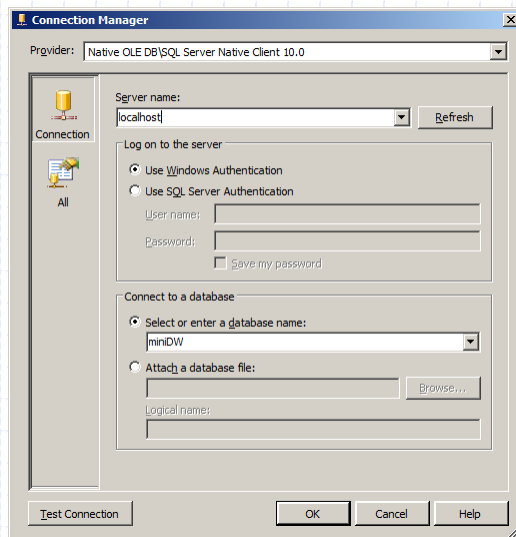 Connection Manager
Provider: Native OLE DB\SQL Server Native Client 10.0
Connection
All
Server name:
localhost
Refresh
Log on to the server
Use Windows Authentication
Use SQL Server Authentication
User name:
Password:
Save my password
Connect to a database
Select or enter a database name:
miniDW
Attach a database file:
Browse...
Logical name:
Test Connection OK Cancel Help